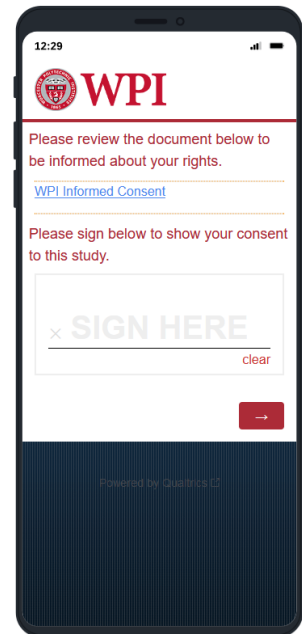 12:29
WPI
Please review the document below to
be informed about your rights.
WPI Informed Consent
Please sign below to show your consent
to this study.
× SIGN HERE
clear
→
Powered by Qualtrics